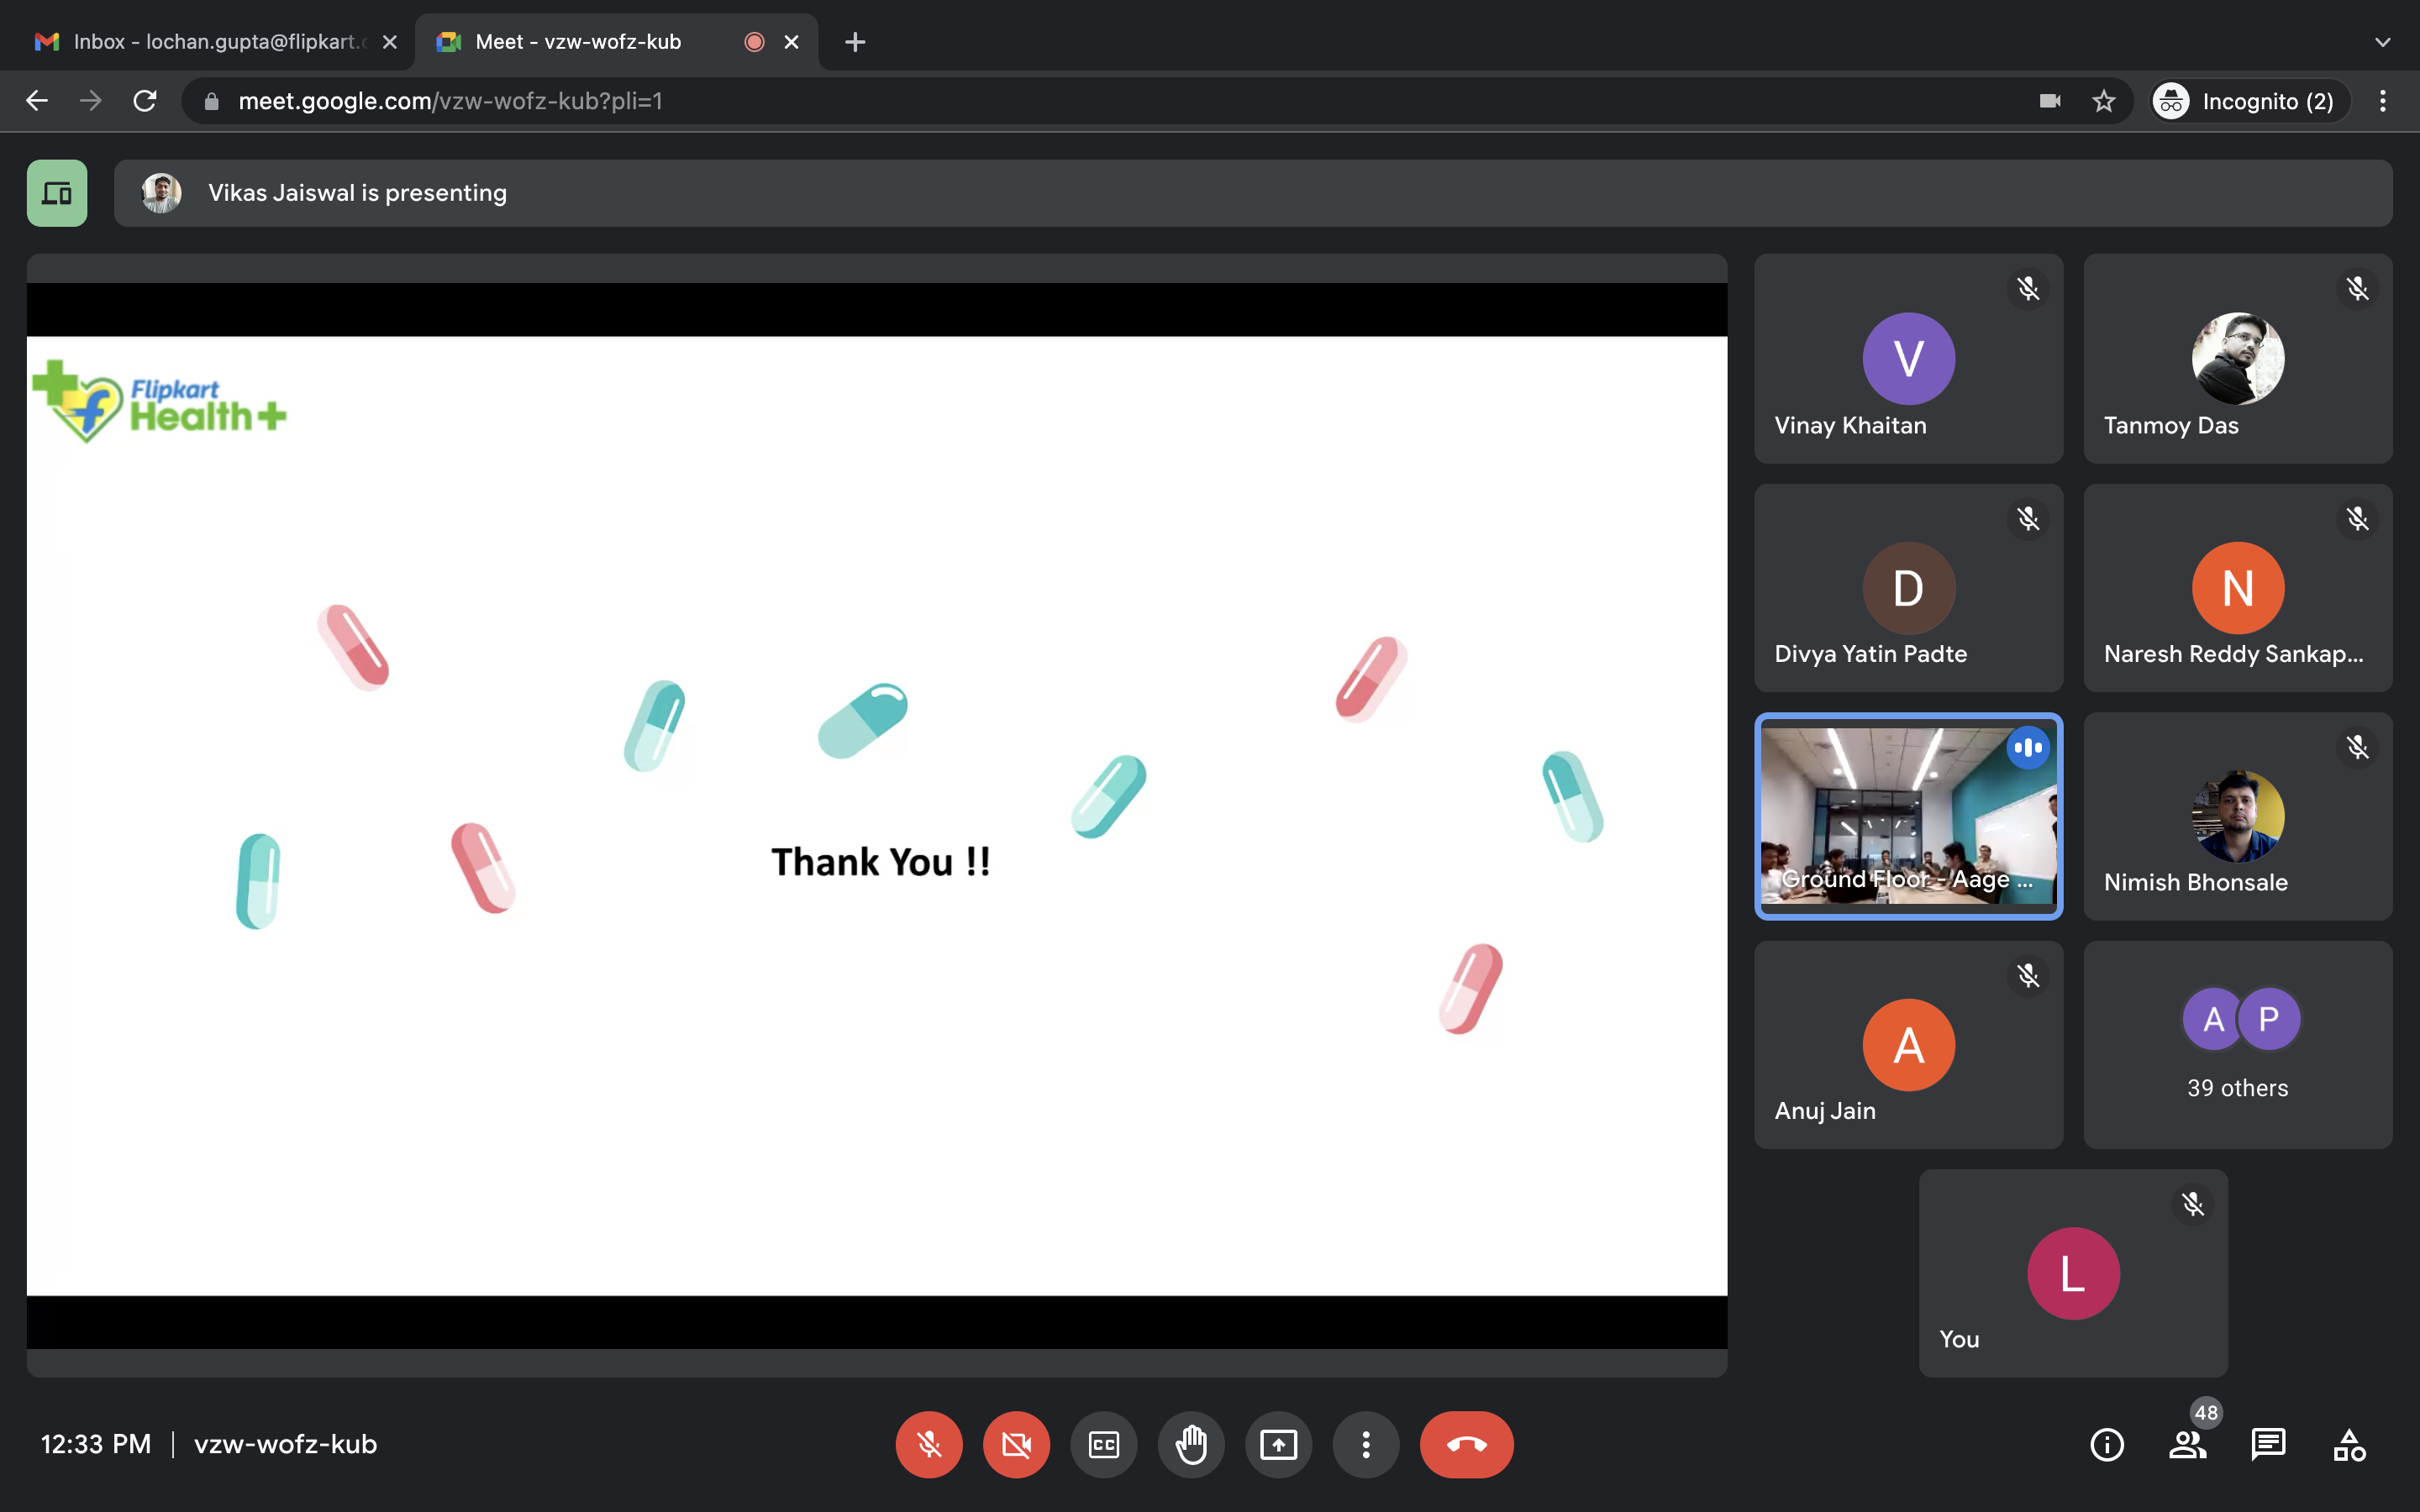 Inbox - lochan.gupta@flipkart.c
Meet - vzw-wofz-kub
meet.google.com/vzw-wofz-kub?pli=1
Incognito (2)
Vikas Jaiswal is presenting
Flipkart
Health+
Thank You !!
V
Vinay Khaitan
Tanmoy Das
D
Divya Yatin Padte
N
Naresh Reddy Sankap...
Ground Floor - Aage ...
Nimish Bhonsale
A
Anuj Jain
A P
39 others
L
You
12:33 PM | vzw-wofz-kub
CC
48